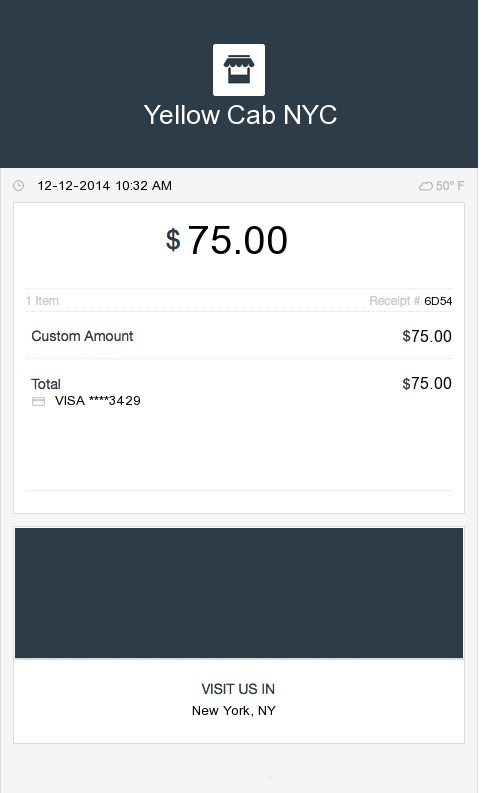 Yellow Cab NYC
12-12-2014 10:32 AM 50° F
$75.00
1 Item Receipt # 6D54
Custom Amount $75.00
Total $75.00
VISA ****3429
VISIT US IN
New York, NY